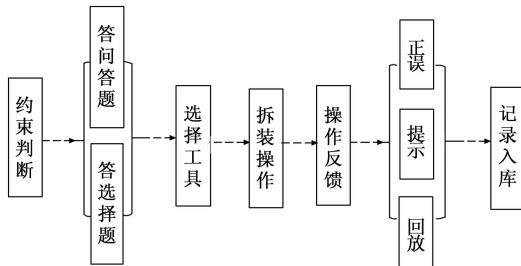 约束判断
答问答题
答选择题
选择工具
拆装操作
操作反馈
正误
提示
回放
记录入库